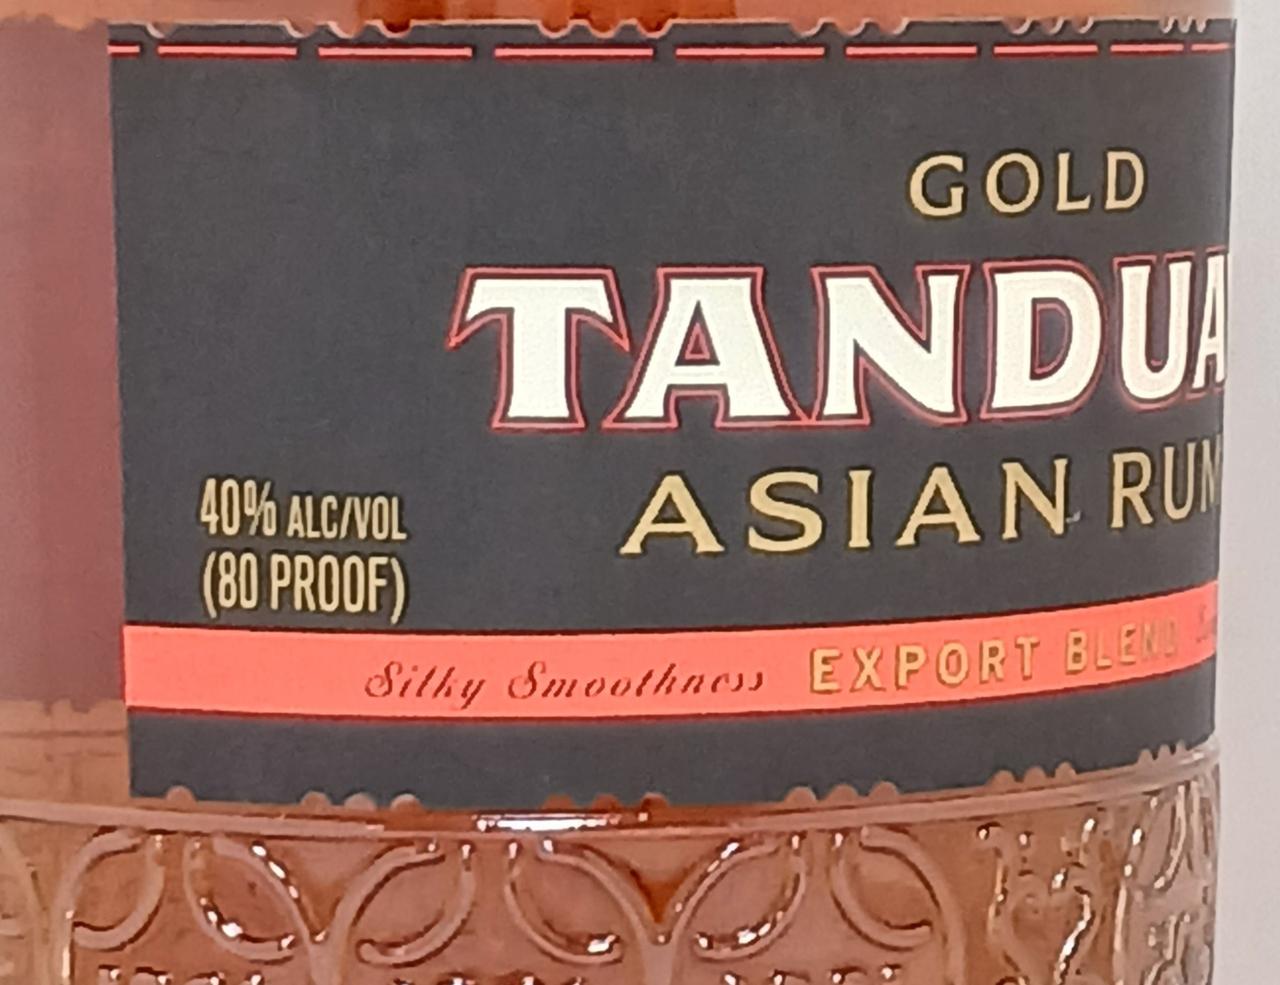 GOLD
TANDUA
ASIAN RUM
40% ALC/VOL
(80 PROOF)
Silky Smoothness EXPORT BLEND